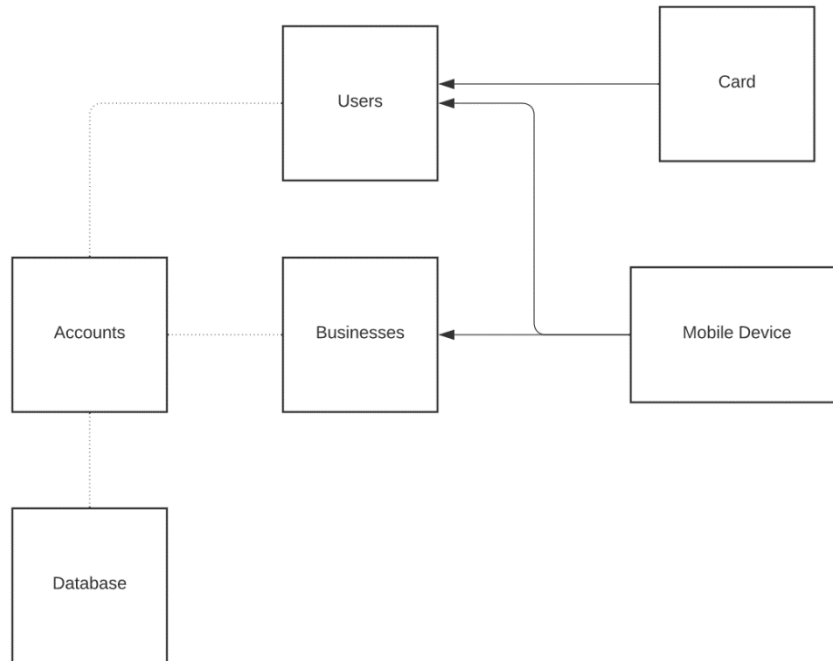 Users
Card
Accounts
Businesses
Mobile Device
Database